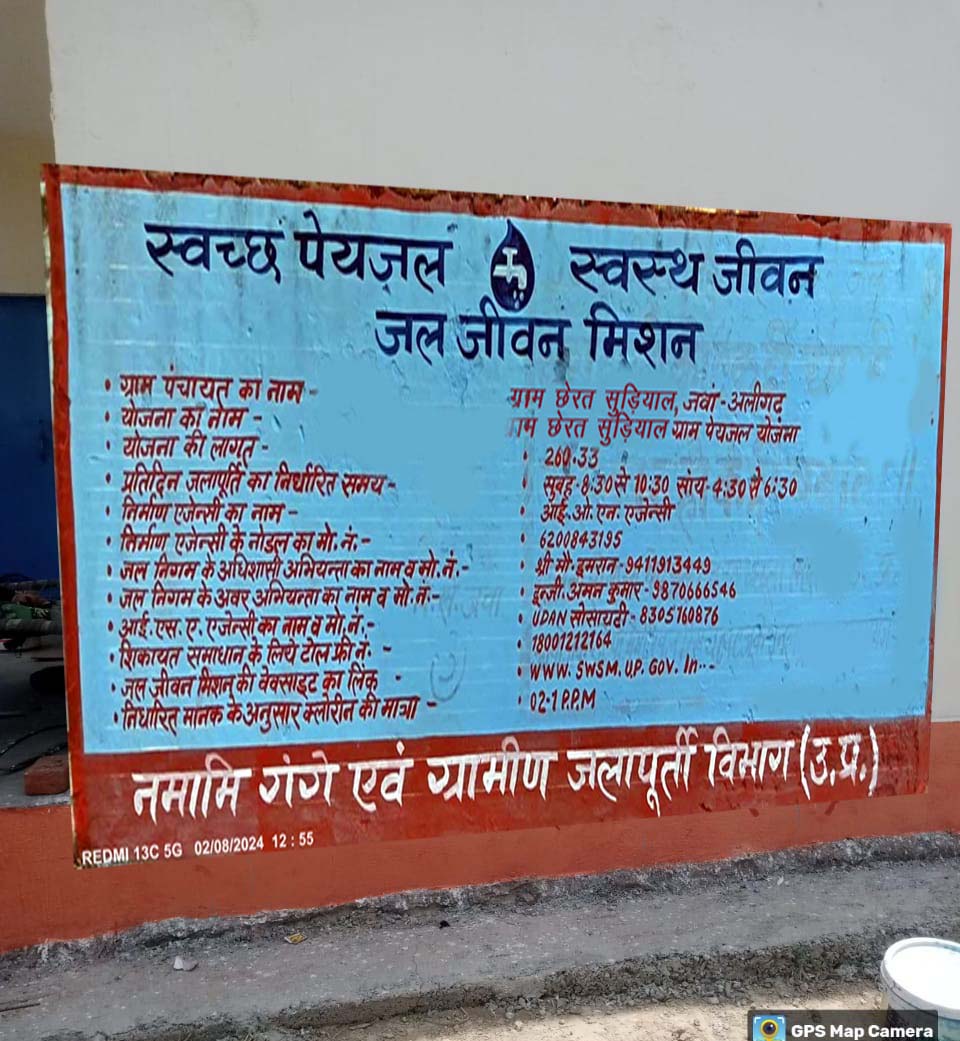 स्वच्छ पेयजल स्वस्थ जीवन
जल जीवन मिशन
• ग्राम पंचायत का नाम - ग्राम छेरत सुड़ियाल, जवां-अलीगढ़
• योजना का नाम - ग्राम छेरत सुड़ियाल ग्राम पेयजल योजना
• योजना की लागत - • 260.33
• प्रतिदिन जलापूर्ति का निर्धारित समय - • सुबह-8:30 से 10:30 सांय-4:30 से 6:30
• निर्माण एजेन्सी का नाम - • आई.ओ.एन. एजेन्सी
• निर्माण एजेन्सी के नोडल का मो. नं.- • 6200843195
• जल निगम के अधिशासी अभियन्ता का नाम व मो. नं.- • श्री मौ. इमरान-9411913449
• जल निगम के अवर अभियन्ता का नाम व मो. नं.- • इन्जी. अमन कुमार-9870666546
• आई. एस. ए. एजेन्सी का नाम व मो. नं.- • UDAN सोसायटी-8305760876
• शिकायत समाधान के लिये टोल फ्री नं. - • 18001212164
• जल जीवन मिशन की वेबसाइट का लिंक - • www. SWSM.UP.GOV.In--
• निर्धारित मानक के अनुसार क्लोरीन की मात्रा - • 02-1 P.P.M
नमामि गंगे एवं ग्रामीण जलापूर्ती विभाग (उ.प्र.)
REDMI 13C 5G 02/08/2024 12:55
GPS Map Camera